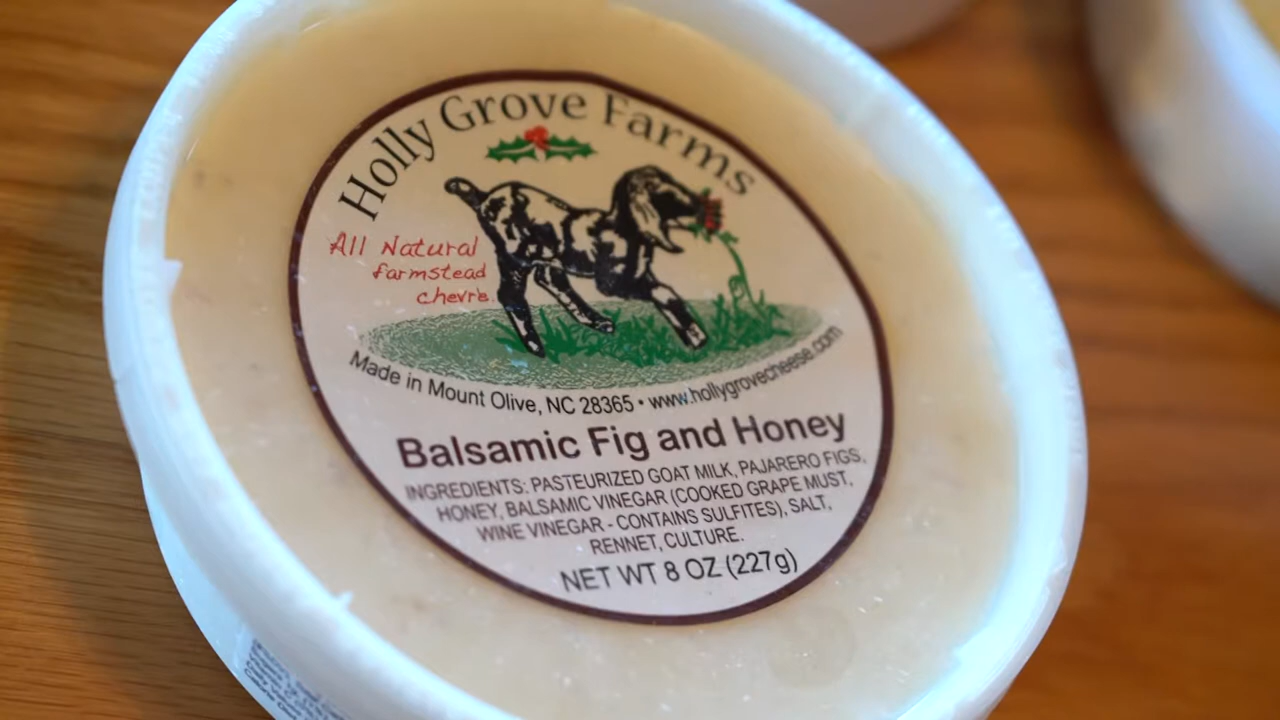 Holly Grove Farms
All Natural
farmstead
chevre
Made in Mount Olive, NC 28365 • www.hollygrovecheese.com
Balsamic Fig and Honey
INGREDIENTS: PASTEURIZED GOAT MILK, PAJARERO FIGS,
HONEY, BALSAMIC VINEGAR (COOKED GRAPE MUST,
WINE VINEGAR - CONTAINS SULFITES), SALT,
RENNET, CULTURE.
NET WT 8 OZ (227g)